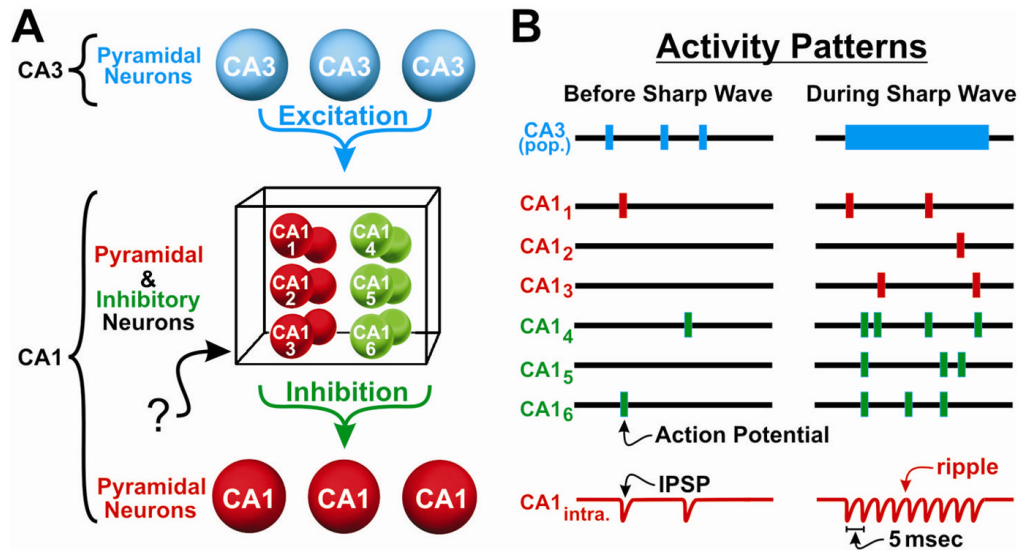 A
CA3
Pyramidal
Neurons
CA3 CA3 CA3
Excitation
CA1
Pyramidal
&
Inhibitory
Neurons
CA1
1
CA1
4
CA1
2
CA1
5
CA1
3
CA1
6
?
Inhibition
Pyramidal
Neurons
CA1 CA1 CA1
B
Activity Patterns
Before Sharp Wave During Sharp Wave
CA3
(pop.)
CA1 1
CA1 2
CA1 3
CA1 4
CA1 5
CA1 6
Action Potential
IPSP
ripple
CA1 intra.
5 msec